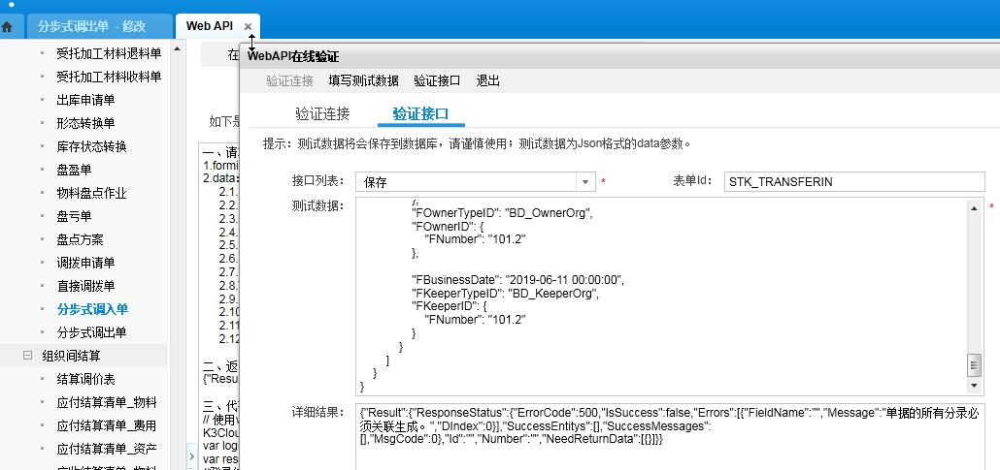 分步式调出单 - 修改
Web API
受托加工材料退料单
受托加工材料收料单
出库申请单
形态转换单
库存状态转换
盘盈单
物料盘点作业
盘亏单
盘点方案
调拨申请单
直接调拨单
分步式调入单
分步式调出单
组织间结算
结算调价表
应付结算清单_物料
应付结算清单_费用
应付结算清单_资产
在
如下是
一、请
1.formi
2.data:
2.1.
2.2.
2.3.
2.4.
2.5.
2.6.
2.7.
2.8.
2.9.
2.10
2.11
2.12
二、返
{"Resu
三、代
// 使用V
K3Cloud
var log
var res
WebAPI在线验证
验证连接 填写测试数据 验证接口 退出
验证连接 验证接口
提示：测试数据将会保存到数据库，请谨慎使用；测试数据为Json格式的data参数。
接口列表： 保存 * 表单Id： STK_TRANSFERIN
测试数据： *
},
"FOwnerTypeID": "BD_OwnerOrg",
"FOwnerID": {
"FNumber": "101.2"
},
"FBusinessDate": "2019-06-11 00:00:00",
"FKeeperTypeID": "BD_KeeperOrg",
"FKeeperID": {
"FNumber": "101.2"
}
}
]
}
}
详细结果：
{"Result":{"ResponseStatus":{"ErrorCode":500,"IsSuccess":false,"Errors":[{"FieldName":"","Message":"单据的所有分录必
须关联生成。","DIndex":0}],"SuccessEntitys":[],"SuccessMessages":
[],"MsgCode":0},"Id":"","Number":"","NeedReturnData":[{}]}}